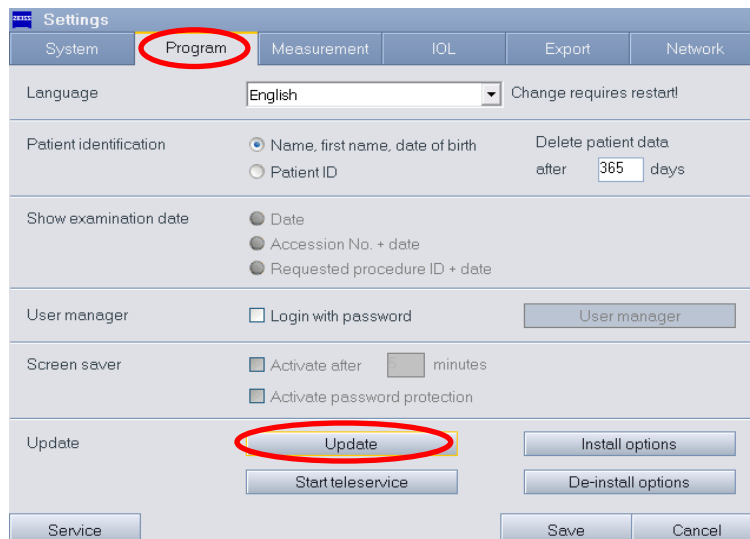 ZEISS Settings
System Program Measurement IOL Export Network
Language English Change requires restart!
Patient identification Name, first name, date of birth Delete patient data
Patient ID after 365 days
Show examination date Date
Accession No. + date
Requested procedure ID + date
User manager Login with password User manager
Screen saver Activate after 5 minutes
Activate password protection
Update Update Install options
Start teleservice De-install options
Service Save Cancel